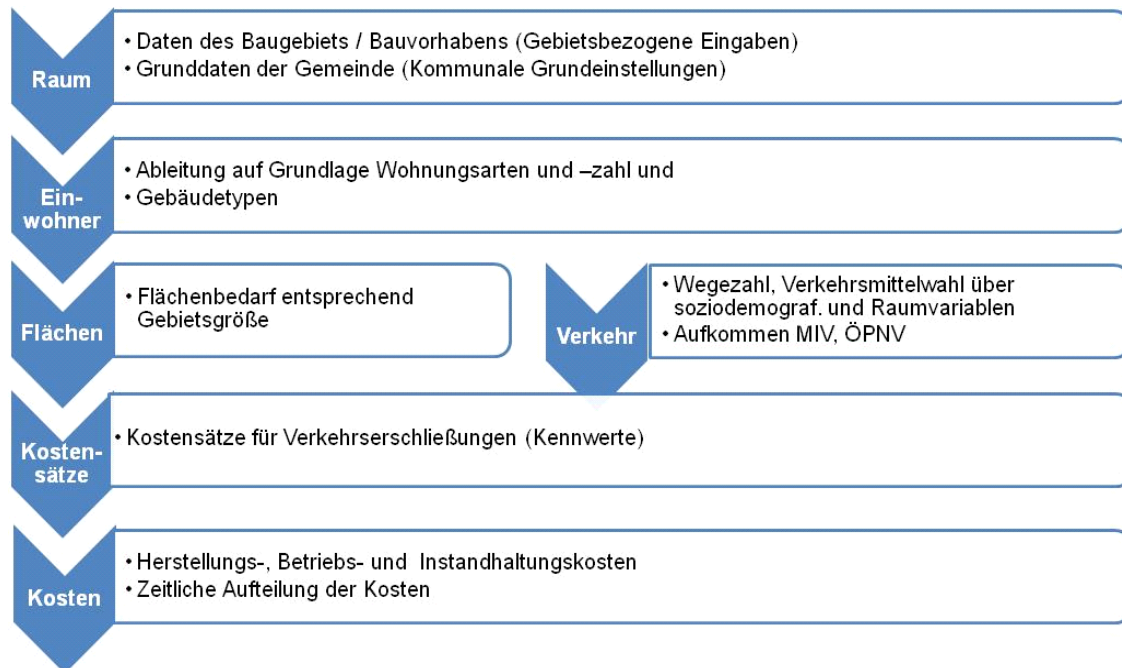 Raum
• Daten des Baugebiets / Bauvorhabens (Gebietsbezogene Eingaben)
• Grunddaten der Gemeinde (Kommunale Grundeinstellungen)
Ein-
wohner
• Ableitung auf Grundlage Wohnungsarten und –zahl und
• Gebäudetypen
Flächen
• Flächenbedarf entsprechend
Gebietsgröße
Verkehr
• Wegezahl, Verkehrsmittelwahl über
soziodemograf. und Raumvariablen
• Aufkommen MIV, ÖPNV
Kosten-
sätze
• Kostensätze für Verkehrserschließungen (Kennwerte)
Kosten
• Herstellungs-, Betriebs- und Instandhaltungskosten
• Zeitliche Aufteilung der Kosten